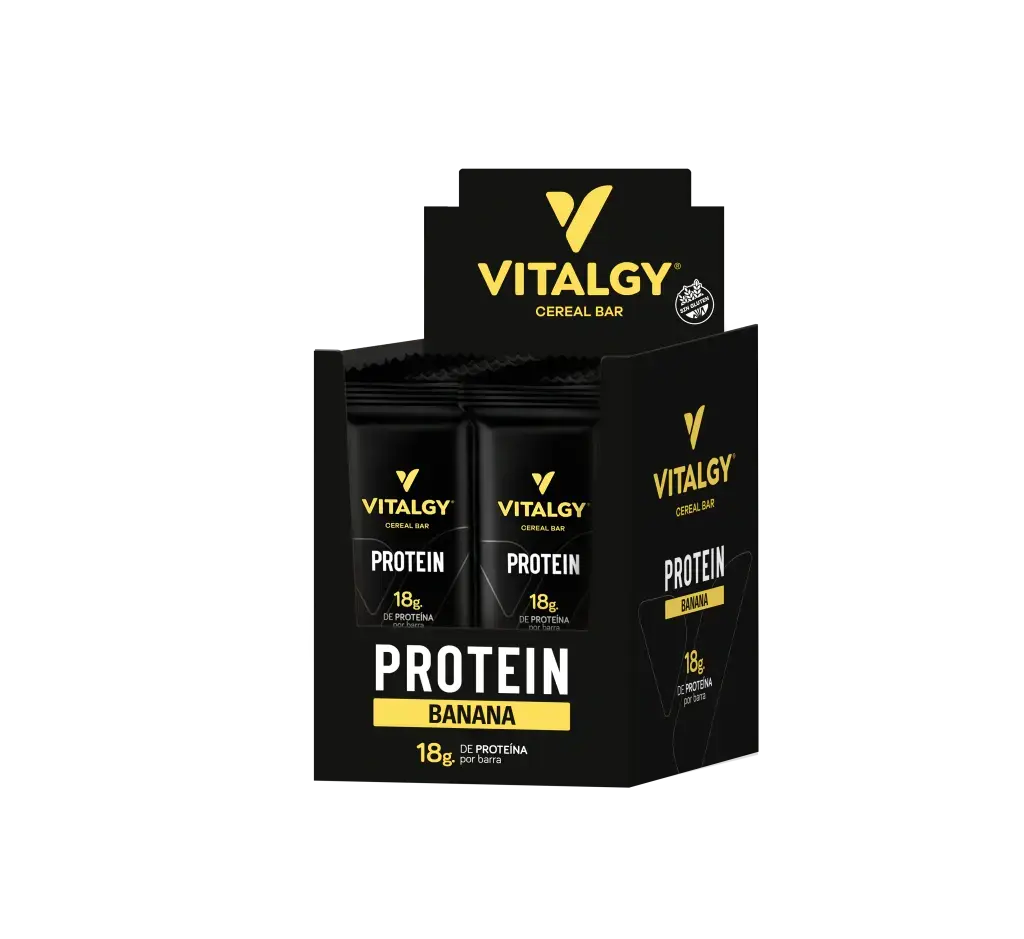 VITALGY®
CEREAL BAR
SIN GLUTEN
VITALGY®
CEREAL BAR
PROTEIN
18g.
DE PROTEÍNA
por barra
VITALGY
CEREAL BAR
PROTEIN
18g.
DE PROTEÍNA
por barra
PROTEIN
BANANA
18g. DE PROTEÍNA
por barra
VITALGY®
CEREAL BAR
PROTEIN
BANANA
18g.
DE PROTEÍNA
por barra